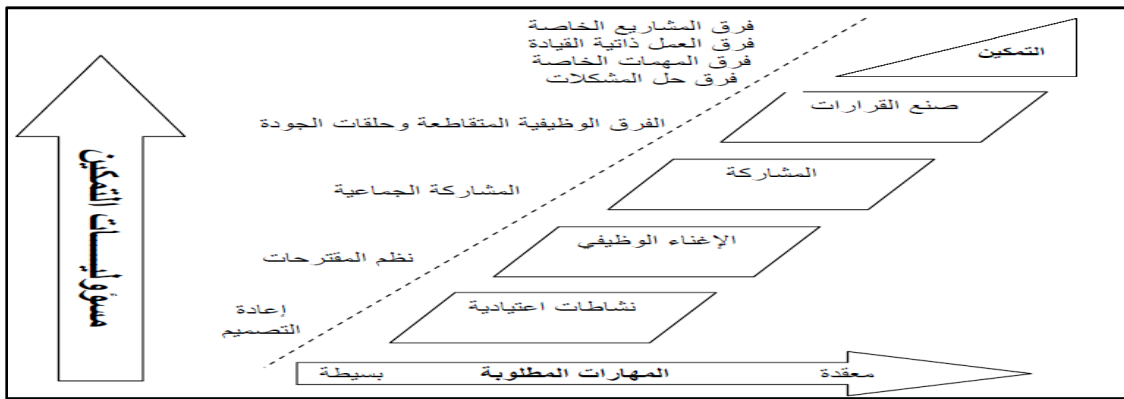 فرق المشاريع الخاصة
فرق العمل ذاتية القيادة
فرق المهمات الخاصة
فرق حل المشكلات
التمكين
صنع القرارات
الفرق الوظيفية المتقاطعة وحلقات الجودة
المشاركة
المشاركة الجماعية
الإغناء الوظيفي
نظم المقترحات
نشاطات اعتيادية
إعادة
التصميم
مسؤوليات التمكين
بسيطة
المهارات المطلوبة
معقدة